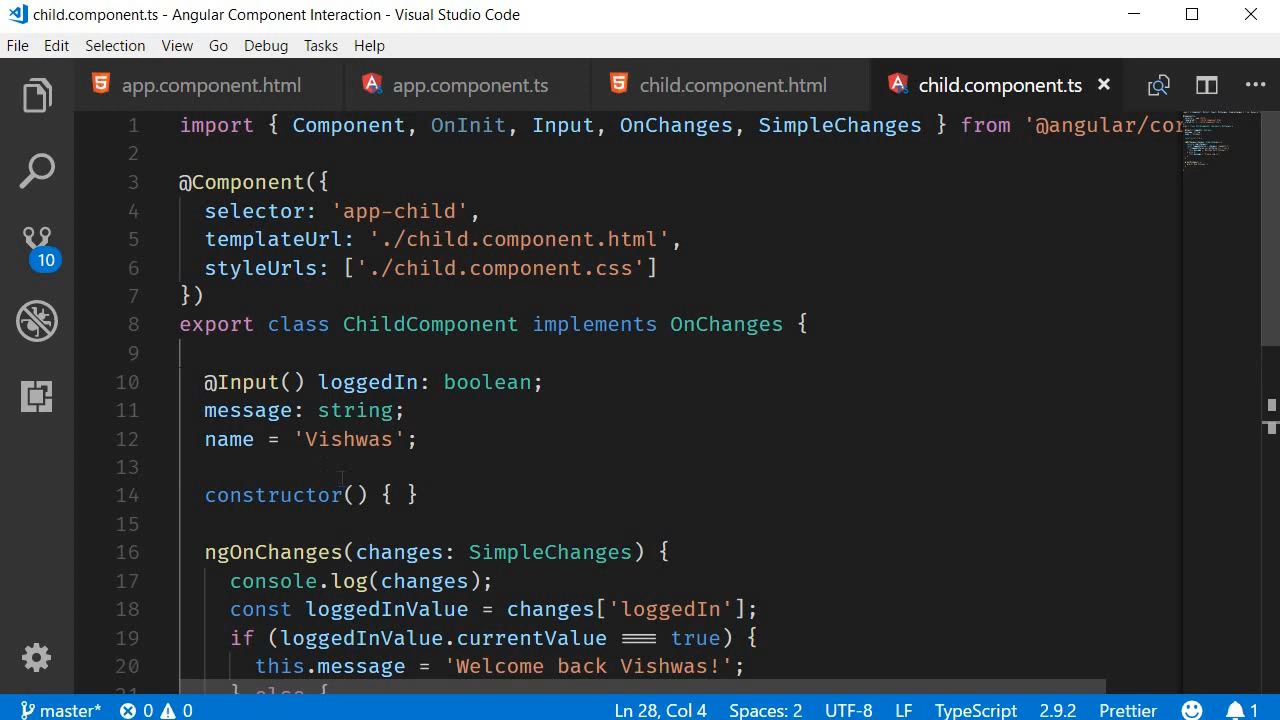 child.component.ts - Angular Component Interaction - Visual Studio Code
File Edit Selection View Go Debug Tasks Help
app.component.html app.component.ts child.component.html child.component.ts
1 import { Component, OnInit, Input, OnChanges, SimpleChanges } from '@angular/cor
2
3 @Component({
4 selector: 'app-child',
5 templateUrl: './child.component.html',
6 styleUrls: ['./child.component.css']
7 })
8 export class ChildComponent implements OnChanges {
9
10 @Input() loggedIn: boolean;
11 message: string;
12 name = 'Vishwas';
13
14 constructor() { }
15
16 ngOnChanges(changes: SimpleChanges) {
17 console.log(changes);
18 const loggedInValue = changes['loggedIn'];
19 if (loggedInValue.currentValue === true) {
20 this.message = 'Welcome back Vishwas!';
21 } else {
10
master* 0 0 Ln 28, Col 4 Spaces: 2 UTF-8 LF TypeScript 2.9.2 Prettier 1